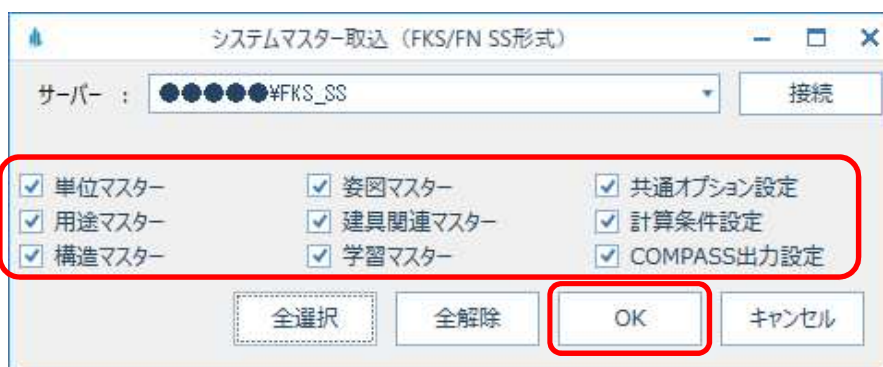 システムマスター取込（FKS/FN SS形式）
サーバー ： ●●●●●¥FKS_SS 接続
単位マスター 姿図マスター 共通オプション設定
用途マスター 建具関連マスター 計算条件設定
構造マスター 学習マスター COMPASS出力設定
全選択 全解除 OK キャンセル